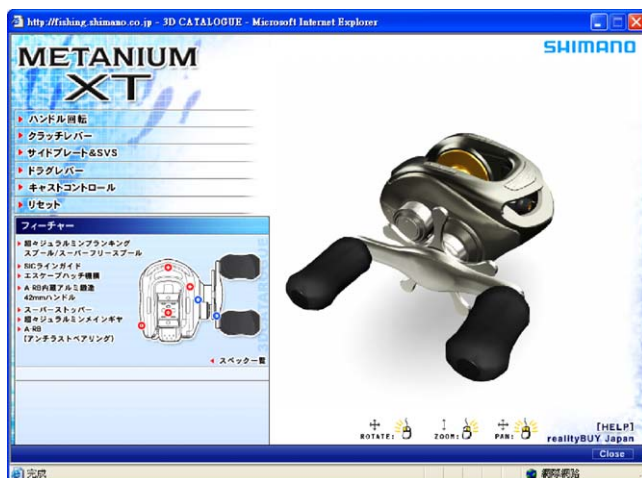 http://fishing.shimano.co.jp - 3D CATALOGUE - Microsoft Internet Explorer
METANIUM
XT
SHIMANO
ハンドル回転
クラッチレバー
サイドプレート&SVS
ドラグレバー
キャストコントロール
リセット
フィーチャー
超々ジュラルミンブランキング
スプール/スーパーフリースプール
SICラインガイド
エスケープハッチ機構
A-RB内蔵アルミ鍛造
42mmハンドル
スーパーストッパー
超々ジュラルミンメインギヤ
A-RB
(アンチラストベアリング)
3D CATALOGUE
スペック一覧
ROTATE:
ZOOM:
PAN:
[HELP]
realityBUY Japan
Close
完成
網際網路